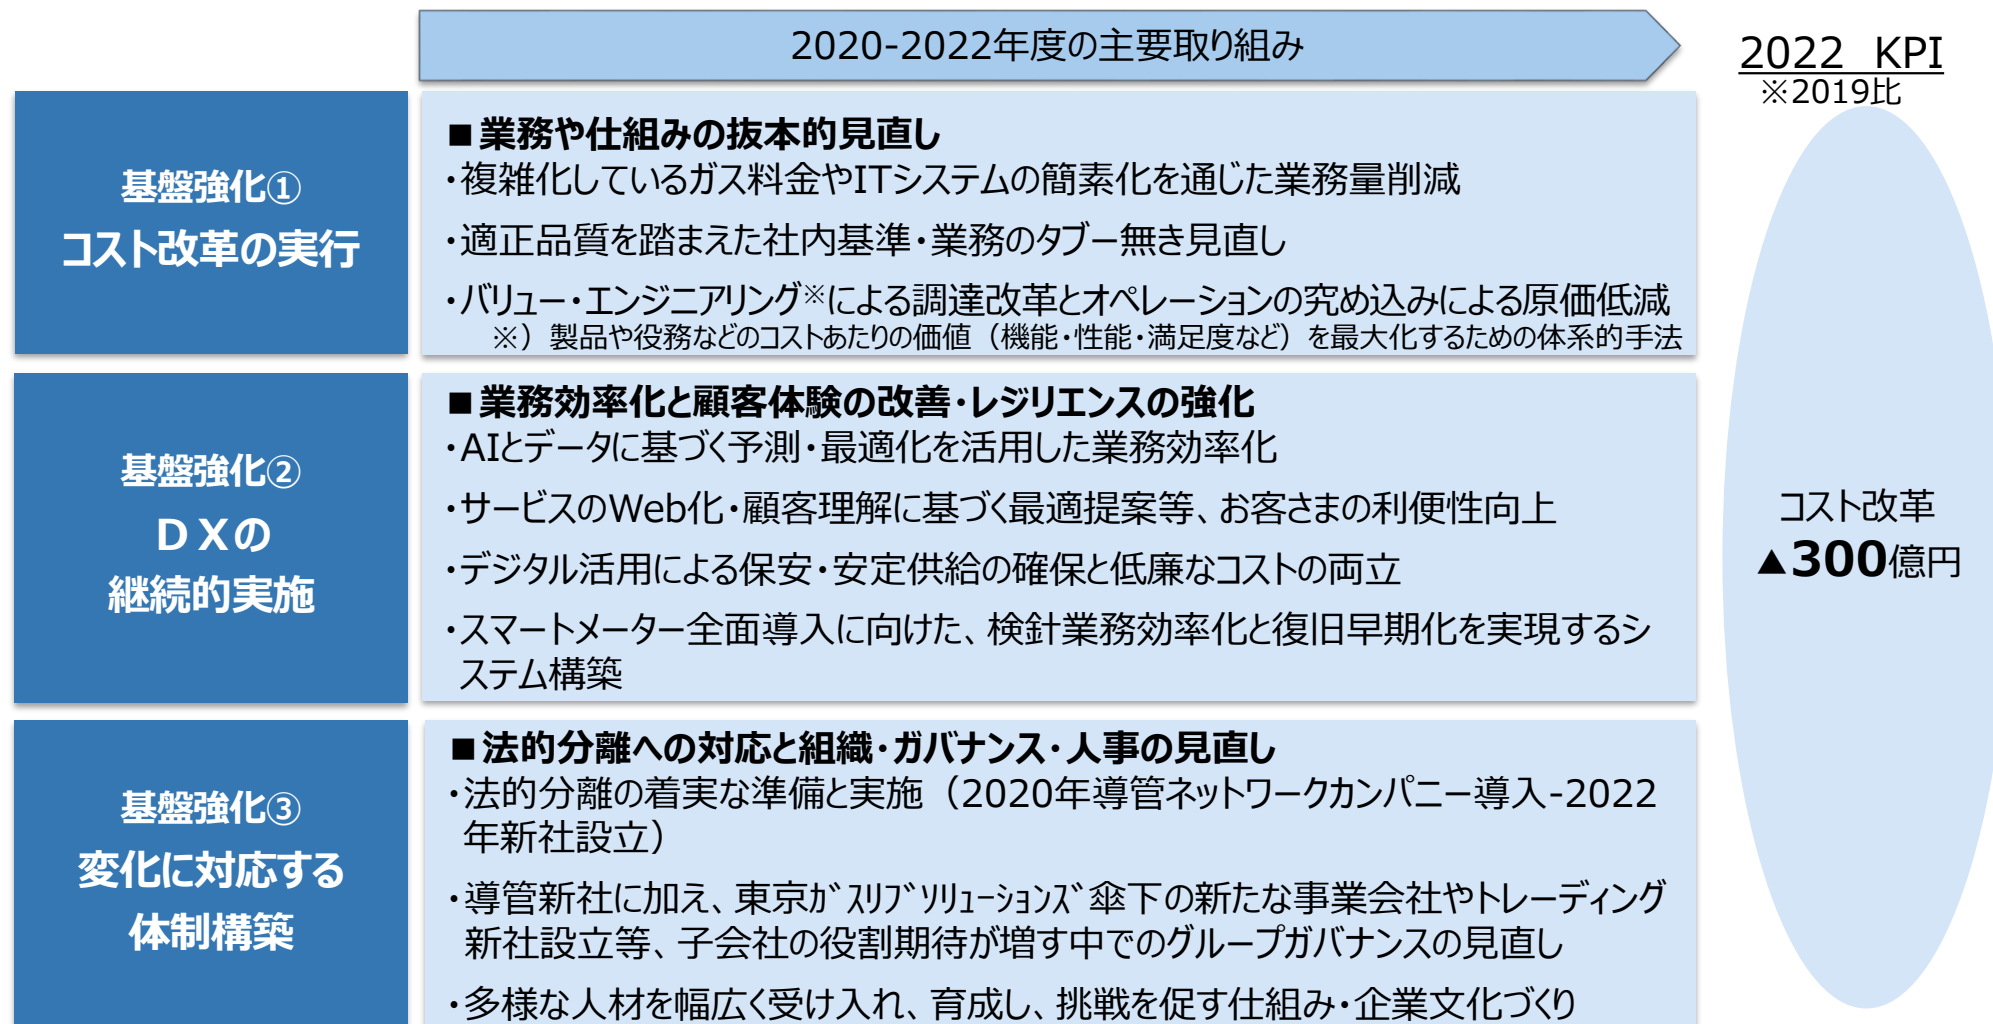 2020-2022年度の主要取り組み
2022 KPI
※2019比
基盤強化①
コスト改革の実行
■業務や仕組みの抜本的見直し
・複雑化しているガス料金やITシステムの簡素化を通じた業務量削減
・適正品質を踏まえた社内基準・業務のタブー無き見直し
・バリュー・エンジニアリング※による調達改革とオペレーションの究め込みによる原価低減
※）製品や役務などのコストあたりの価値（機能・性能・満足度など）を最大化するための体系的手法
基盤強化②
ＤＸの
継続的実施
■業務効率化と顧客体験の改善・レジリエンスの強化
・AIとデータに基づく予測・最適化を活用した業務効率化
・サービスのWeb化・顧客理解に基づく最適提案等、お客さまの利便性向上
・デジタル活用による保安・安定供給の確保と低廉なコストの両立
・スマートメーター全面導入に向けた、検針業務効率化と復旧早期化を実現するシ
ステム構築
基盤強化③
変化に対応する
体制構築
■法的分離への対応と組織・ガバナンス・人事の見直し
・法的分離の着実な準備と実施（2020年導管ネットワークカンパニー導入-2022
年新社設立）
・導管新社に加え、東京ｶﾞｽﾘﾌﾞｿﾘｭｰｼｮﾝｽﾞ傘下の新たな事業会社やトレーディング
新社設立等、子会社の役割期待が増す中でのグループガバナンスの見直し
・多様な人材を幅広く受け入れ、育成し、挑戦を促す仕組み・企業文化づくり
コスト改革
▲300億円